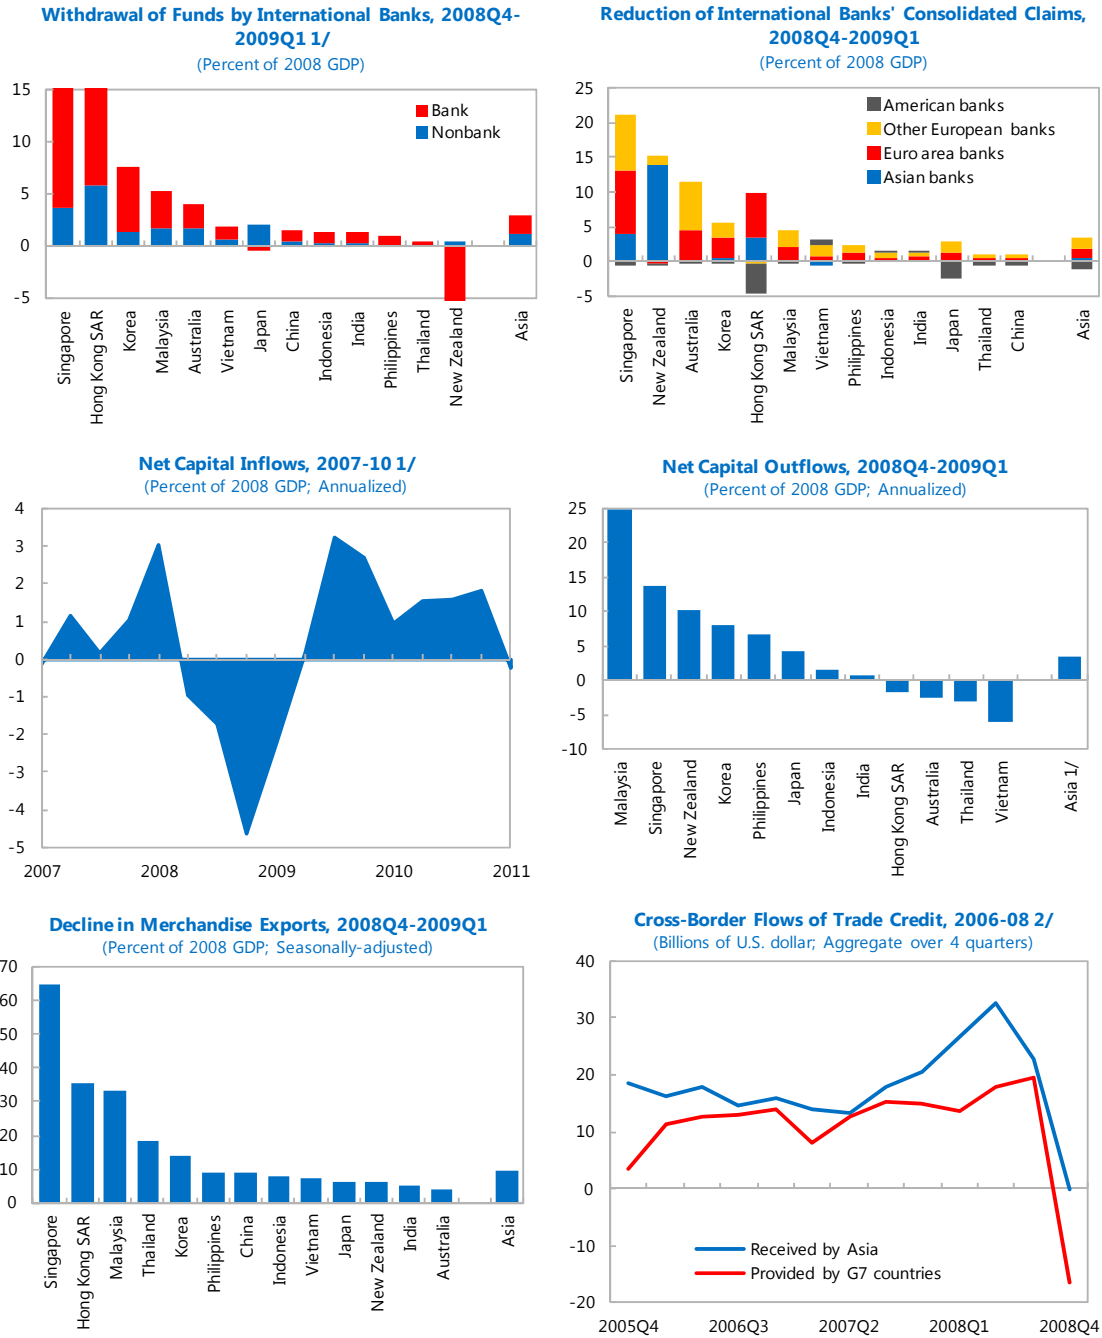 Withdrawal of Funds by International Banks, 2008Q4-
2009Q1 1/
(Percent of 2008 GDP)
15
10
5
0
-5
Bank
Nonbank
Singapore
Hong Kong SAR
Korea
Malaysia
Australia
Vietnam
Japan
China
Indonesia
India
Philippines
Thailand
New Zealand
Asia
Reduction of International Banks' Consolidated Claims,
2008Q4-2009Q1
(Percent of 2008 GDP)
25
20
15
10
5
0
-5
American banks
Other European banks
Euro area banks
Asian banks
Singapore
New Zealand
Australia
Korea
Hong Kong SAR
Malaysia
Vietnam
Philippines
Indonesia
India
Japan
Thailand
China
Asia
Net Capital Inflows, 2007-10 1/
(Percent of 2008 GDP; Annualized)
4
3
2
1
0
-1
-2
-3
-4
-5
2007
2008
2009
2010
2011
Net Capital Outflows, 2008Q4-2009Q1
(Percent of 2008 GDP; Annualized)
25
20
15
10
5
0
-5
-10
Malaysia
Singapore
New Zealand
Korea
Philippines
Japan
Indonesia
India
Hong Kong SAR
Australia
Thailand
Vietnam
Asia 1/
Decline in Merchandise Exports, 2008Q4-2009Q1
(Percent of 2008 GDP; Seasonally-adjusted)
70
60
50
40
30
20
10
0
Singapore
Hong Kong SAR
Malaysia
Thailand
Korea
Philippines
China
Indonesia
Vietnam
Japan
New Zealand
India
Australia
Asia
Cross-Border Flows of Trade Credit, 2006-08 2/
(Billions of U.S. dollar; Aggregate over 4 quarters)
40
30
20
10
0
-10
-20
Received by Asia
Provided by G7 countries
2005Q4
2006Q3
2007Q2
2008Q1
2008Q4